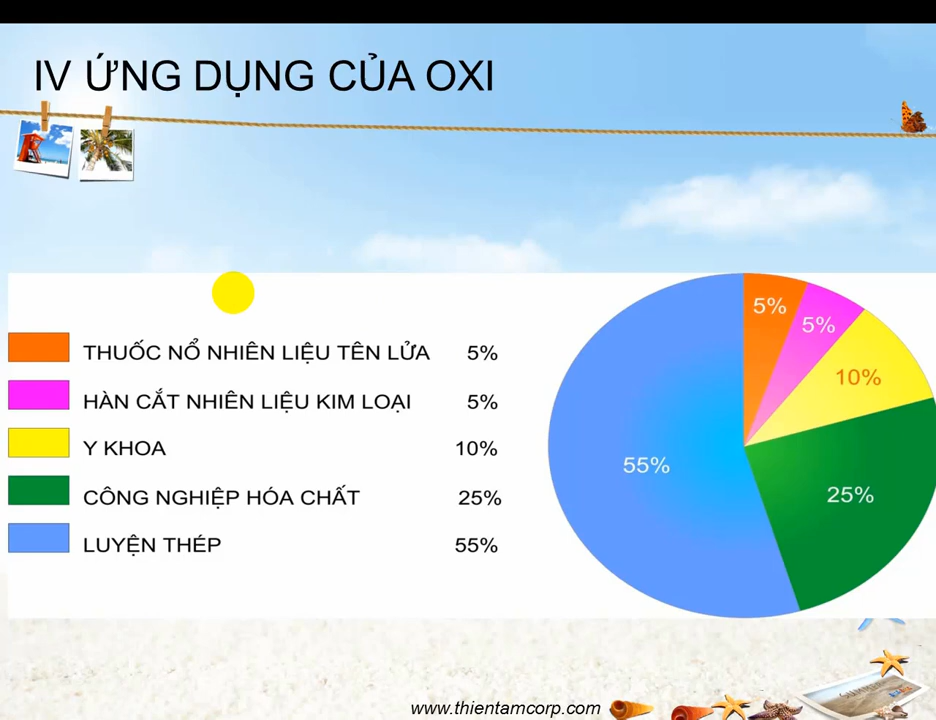 IV ỨNG DỤNG CỦA OXI
THUỐC NỔ NHIÊN LIỆU TÊN LỬA 5%
HÀN CẮT NHIÊN LIỆU KIM LOẠI 5%
Y KHOA 10%
CÔNG NGHIỆP HÓA CHẤT 25%
LUYỆN THÉP 55%
5%
5%
10%
55%
25%
www.thientamcorp.com